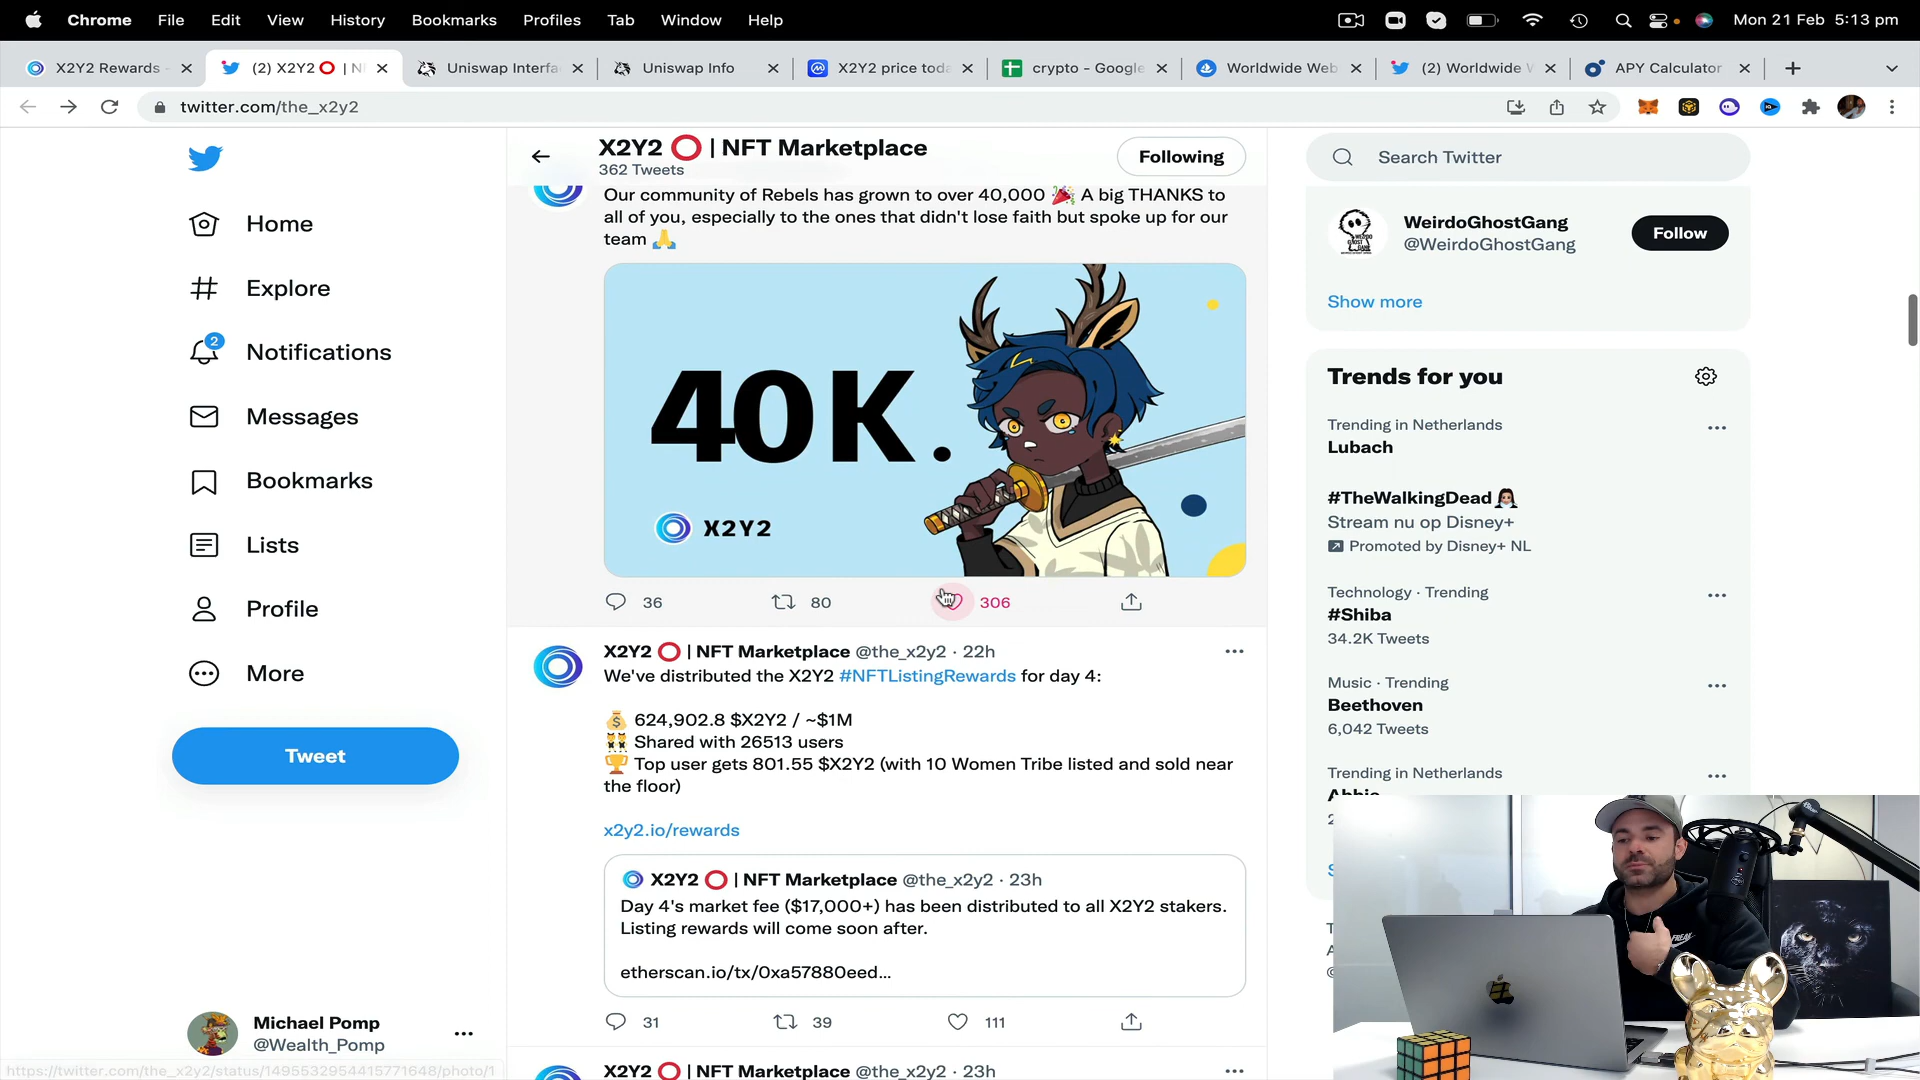 Chrome File Edit View History Bookmarks Profiles Tab Window Help
Mon 21 Feb 5:13 pm
X2Y2 Rewards
(2) X2Y2 ⭕ | N
Uniswap Interfa
Uniswap Info
X2Y2 price toda
crypto - Google
Worldwide Web
(2) Worldwide
APY Calculator
twitter.com/the_x2y2
Home
Explore
2
Notifications
Messages
Bookmarks
Lists
Profile
More
Tweet
Michael Pomp
@Wealth_Pomp
https://twitter.com/the_x2y2/status/1495532954415771648/photo/1
X2Y2 ⭕ | NFT Marketplace
362 Tweets
Following
Our community of Rebels has grown to over 40,000 🎉 A big THANKS to
all of you, especially to the ones that didn't lose faith but spoke up for our
team 🙏
40K.
X2Y2
36 80 306
X2Y2 ⭕ | NFT Marketplace @the_x2y2 · 22h
We've distributed the X2Y2 #NFTListingRewards for day 4:
💰 624,902.8 $X2Y2 / ~$1M
👯 Shared with 26513 users
🏆 Top user gets 801.55 $X2Y2 (with 10 Women Tribe listed and sold near
the floor)
x2y2.io/rewards
X2Y2 ⭕ | NFT Marketplace @the_x2y2 · 23h
Day 4's market fee ($17,000+) has been distributed to all X2Y2 stakers.
Listing rewards will come soon after.
etherscan.io/tx/0xa57880eed...
31 39 111
X2Y2 ⭕ | NFT Marketplace @the_x2y2 · 23h
Search Twitter
WeirdoGhostGang
@WeirdoGhostGang
Follow
Show more
Trends for you
Trending in Netherlands
Lubach
#TheWalkingDead
Stream nu op Disney+
Promoted by Disney+ NL
Technology · Trending
#Shiba
34.2K Tweets
Music · Trending
Beethoven
6,042 Tweets
Trending in Netherlands